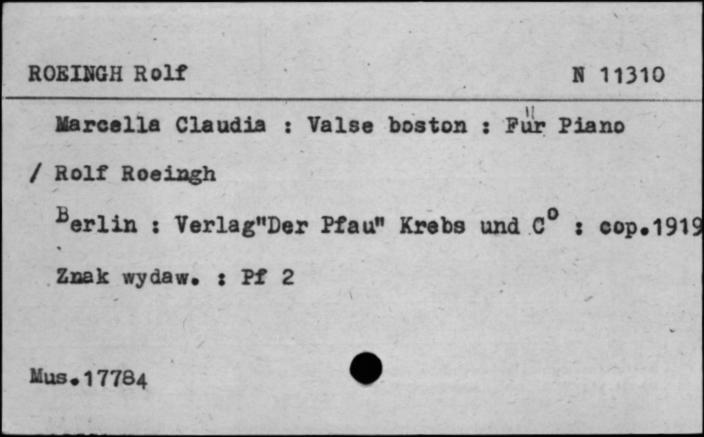 ROEINGH Rolf N 11310
Marcella Claudia : Valse boston : Für Piano
/ Rolf Roeingh
Berlin : Verlag"Der Pfau" Krebs und C° : cop.1919
Znak wydaw. : Pf 2
Mus.17784